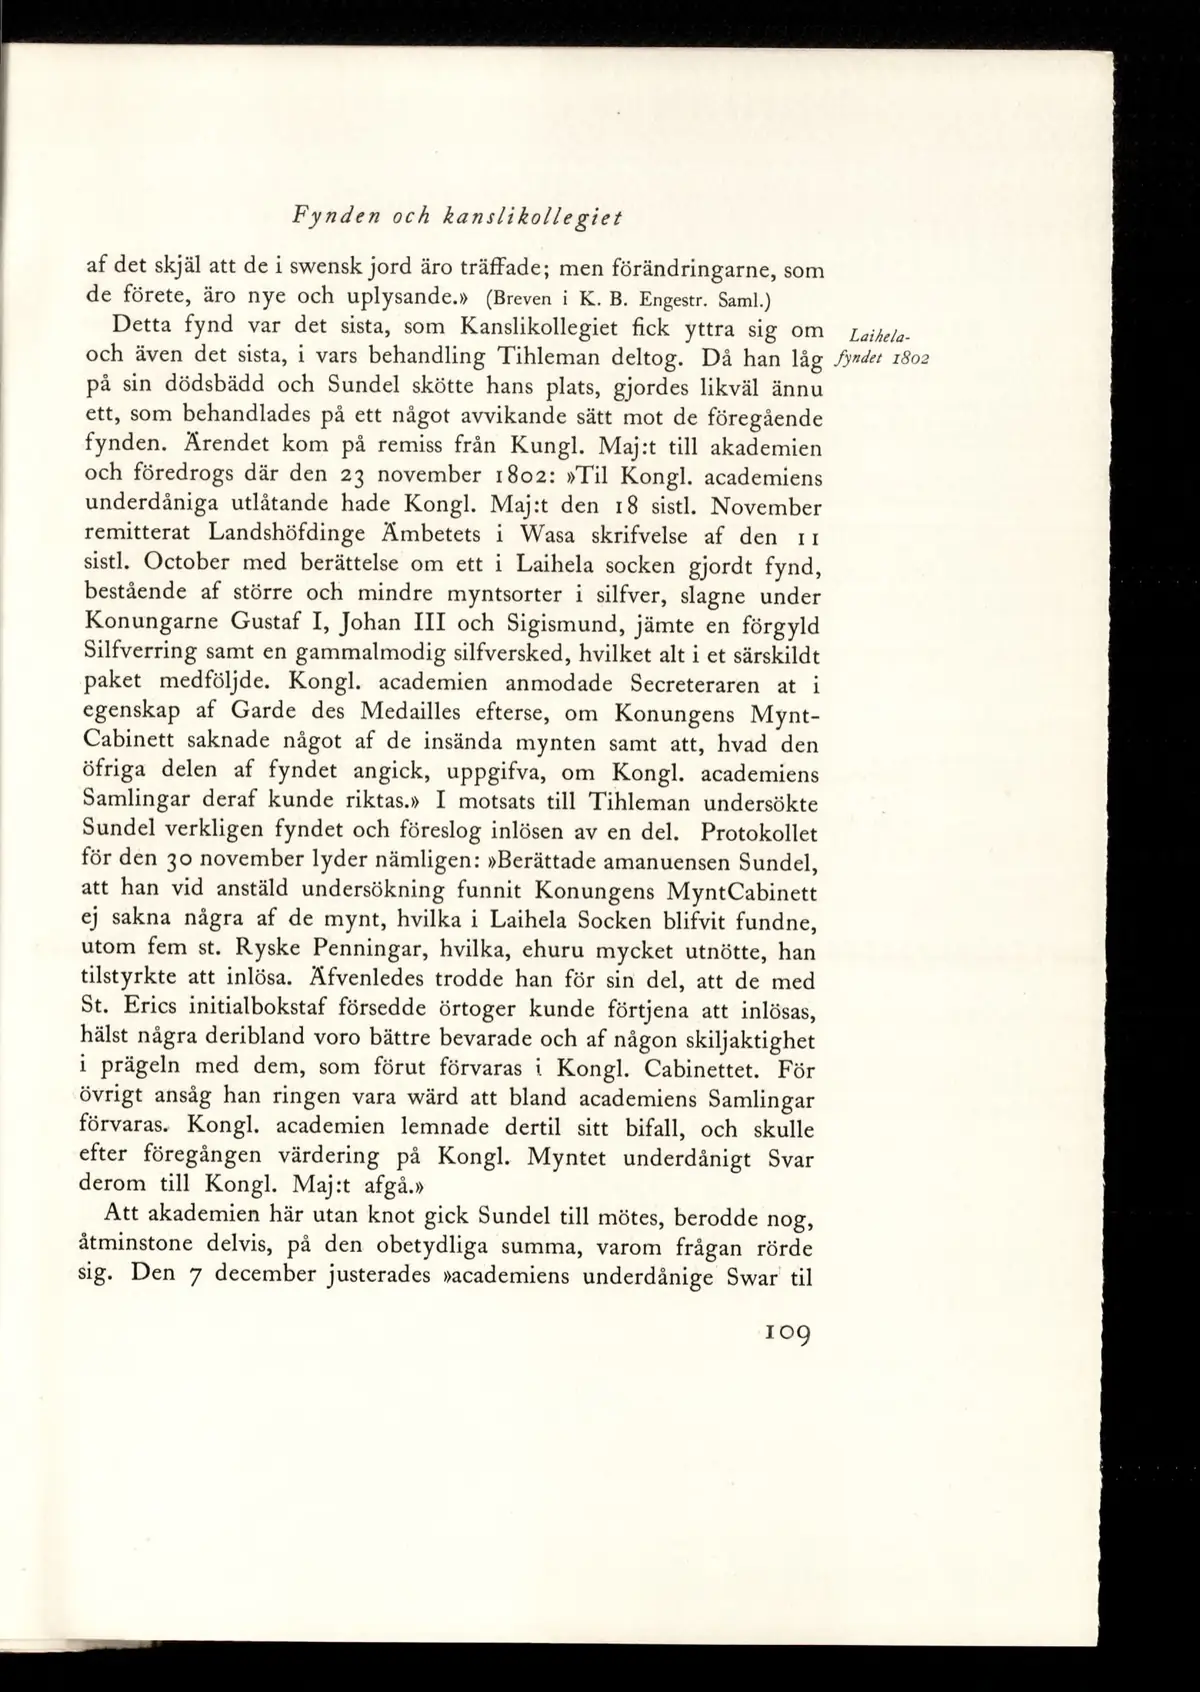 Fynden och kanslikollegiet
af det skjäl att de i swensk jord äro träffade; men förändringarne, som
de förete, äro nye och uplysande.» (Breven i K. B. Engestr. Saml.)
Detta fynd var det sista, som Kanslikollegiet fick yttra sig om
och även det sista, i vars behandling Tihleman deltog. Då han låg
Laihela-
fyndet 1802
på sin dödsbädd och Sundel skötte hans plats, gjordes likväl ännu
ett, som behandlades på ett något avvikande sätt mot de föregående
fynden. Ärendet kom på remiss från Kungl. Maj:t till akademien
och föredrogs där den 23 november 1802: »Til Kongl. academiens
underdåniga utlåtande hade Kongl. Maj:t den 18 sistl. November
remitterat Landshöfdinge Ämbetets i Wasa skrifvelse af den 11
sistl. October med berättelse om ett i Laihela socken gjordt fynd,
bestående af större och mindre myntsorter i silfver, slagne under
Konungarne Gustaf I, Johan III och Sigismund, jämte en förgyld
Silfverring samt en gammalmodig silfversked, hvilket alt i et särskildt
paket medföljde. Kongl. academien anmodade Secreteraren at i
egenskap af Garde des Medailles efterse, om Konungens Mynt-
Cabinett saknade något af de insända mynten samt att, hvad den
öfriga delen af fyndet angick, uppgifva, om Kongl. academiens
Samlingar deraf kunde riktas.» I motsats till Tihleman undersökte
Sundel verkligen fyndet och föreslog inlösen av en del. Protokollet
för den 30 november lyder nämligen: »Berättade amanuensen Sundel,
att han vid anstäld undersökning funnit Konungens MyntCabinett
ej sakna några af de mynt, hvilka i Laihela Socken blifvit fundne,
utom fem st. Ryske Penningar, hvilka, ehuru mycket utnötte, han
tilstyrkte att inlösa. Äfvenledes trodde han för sin del, att de med
St. Erics initialbokstaf försedde örtoger kunde förtjena att inlösas,
hälst några deribland voro bättre bevarade och af någon skiljaktighet
i prägeln med dem, som förut förvaras i Kongl. Cabinettet. För
övrigt ansåg han ringen vara wärd att bland academiens Samlingar
förvaras. Kongl. academien lemnade dertil sitt bifall, och skulle
efter föregången värdering på Kongl. Myntet underdånigt Svar
derom till Kongl. Maj:t afgå.»
Att akademien här utan knot gick Sundel till mötes, berodde nog,
åtminstone delvis, på den obetydliga summa, varom frågan rörde
sig. Den 7 december justerades »academiens underdånige Swar til
109